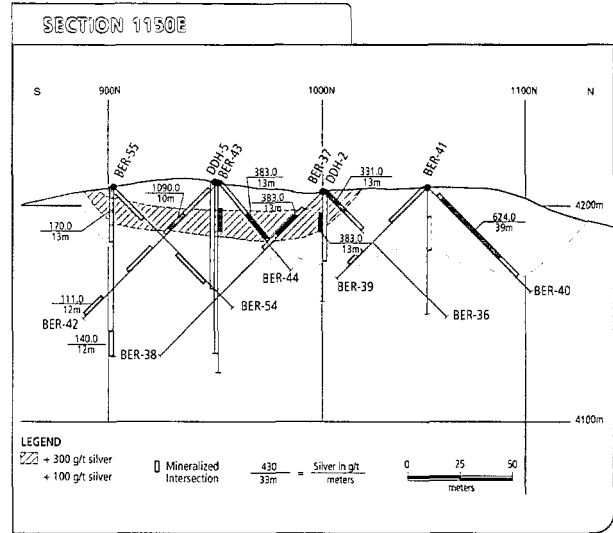 SECTION 1150E
S
900N
1000N
1100N
N
BER-55
DDH-5
BER-43
BER-37
DDH-2
BER-41
1090.0
10m
383.0
13m
383.0
13m
331.0
13m
4200m
170.0
13m
624.0
39m
383.0
13m
BER-44
BER-39
BER-40
111.0
12m
BER-42
BER-54
BER-36
140.0
12m
BER-38
4100m
LEGEND
+ 300 g/t silver
+ 100 g/t silver
Mineralized
Intersection
430
33m
=
Silver in g/t
meters
0 25 50
meters